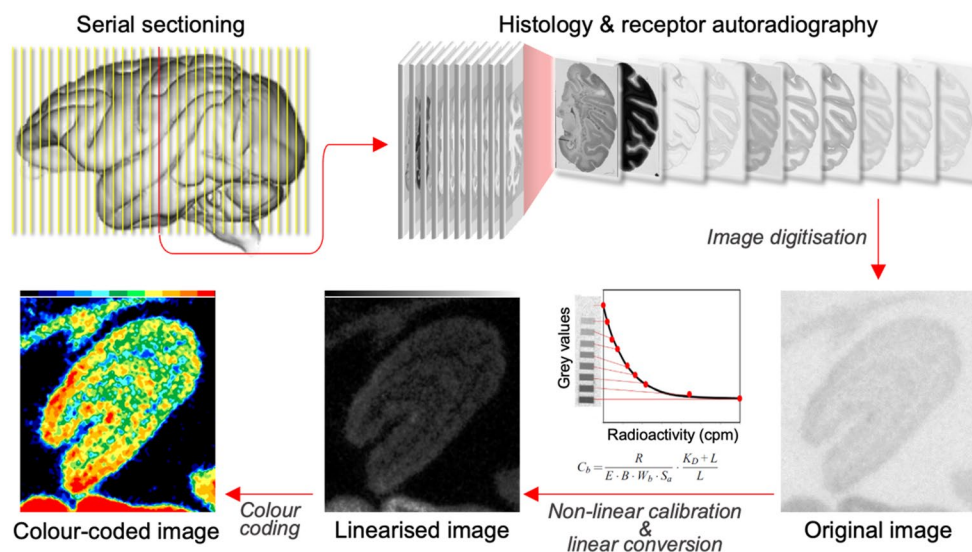 Serial sectioning
Histology & receptor autoradiography
Image digitisation
Grey values
Radioactivity (cpm)
C_b = R / (E · B · W_b · S_a) · (K_D + L) / L
Colour
coding
Non-linear calibration
&
linear conversion
Colour-coded image
Linearised image
Original image